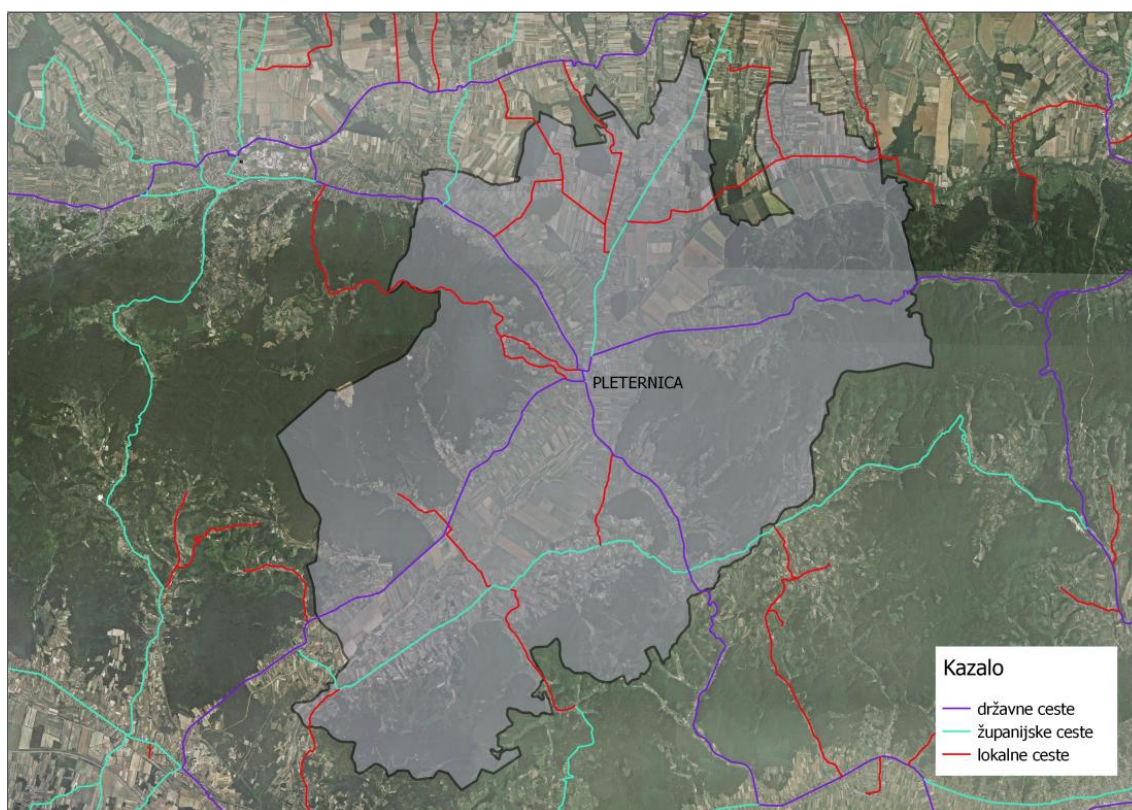 PLETERNICA
Kazalo
državne ceste
županijske ceste
lokalne ceste